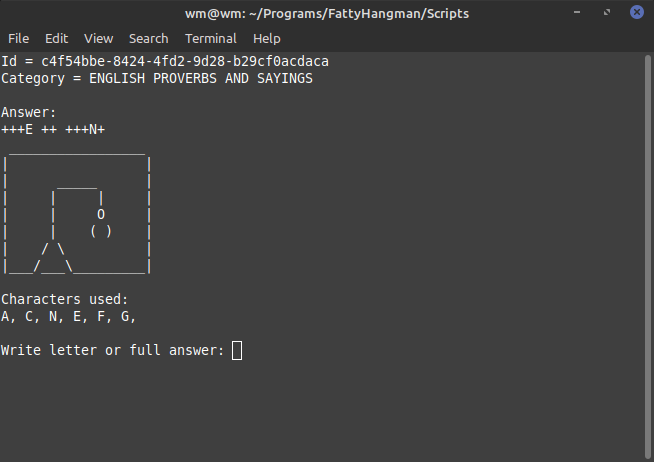 wm@wm: ~/Programs/FattyHangman/Scripts
File Edit View Search Terminal Help
Id = c4f54bbe-8424-4fd2-9d28-b29cf0acdaca
Category = ENGLISH PROVERBS AND SAYINGS
Answer:
+++E ++ +++N+
Characters used:
A, C, N, E, F, G,
Write letter or full answer: